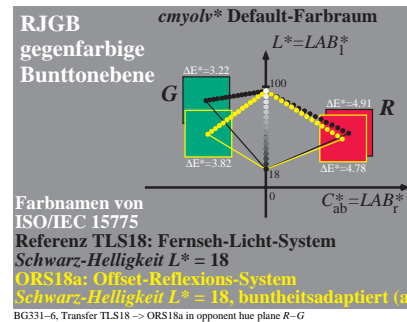 RJGB
gegenfarbige
Bunttonebene
cmyolv* Default-Farbraum
L*=LAB*l
100
ΔE*=3.22
G
ΔE*=4.91
R
ΔE*=3.82
ΔE*=4.78
18
0
C*ab=LAB*r
Farbnamen von
ISO/IEC 15775
Referenz TLS18: Fernseh-Licht-System
Schwarz-Helligkeit L* = 18
ORS18a: Offset-Reflexions-System
Schwarz-Helligkeit L* = 18, buntheitsadaptiert (a
BG331-6, Transfer TLS18 -> ORS18a in opponent hue plane R-G